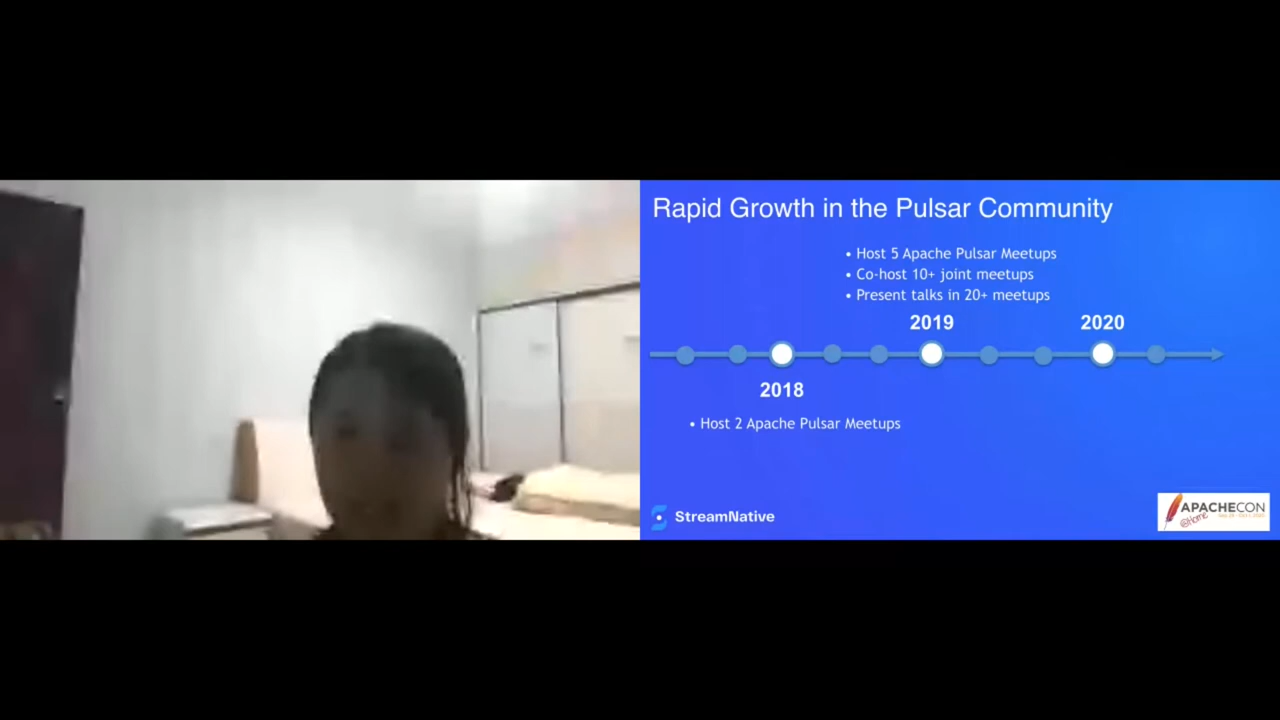 Rapid Growth in the Pulsar Community
• Host 5 Apache Pulsar Meetups
• Co-host 10+ joint meetups
• Present talks in 20+ meetups
2019
2020
2018
• Host 2 Apache Pulsar Meetups
StreamNative
APACHECON
@Home